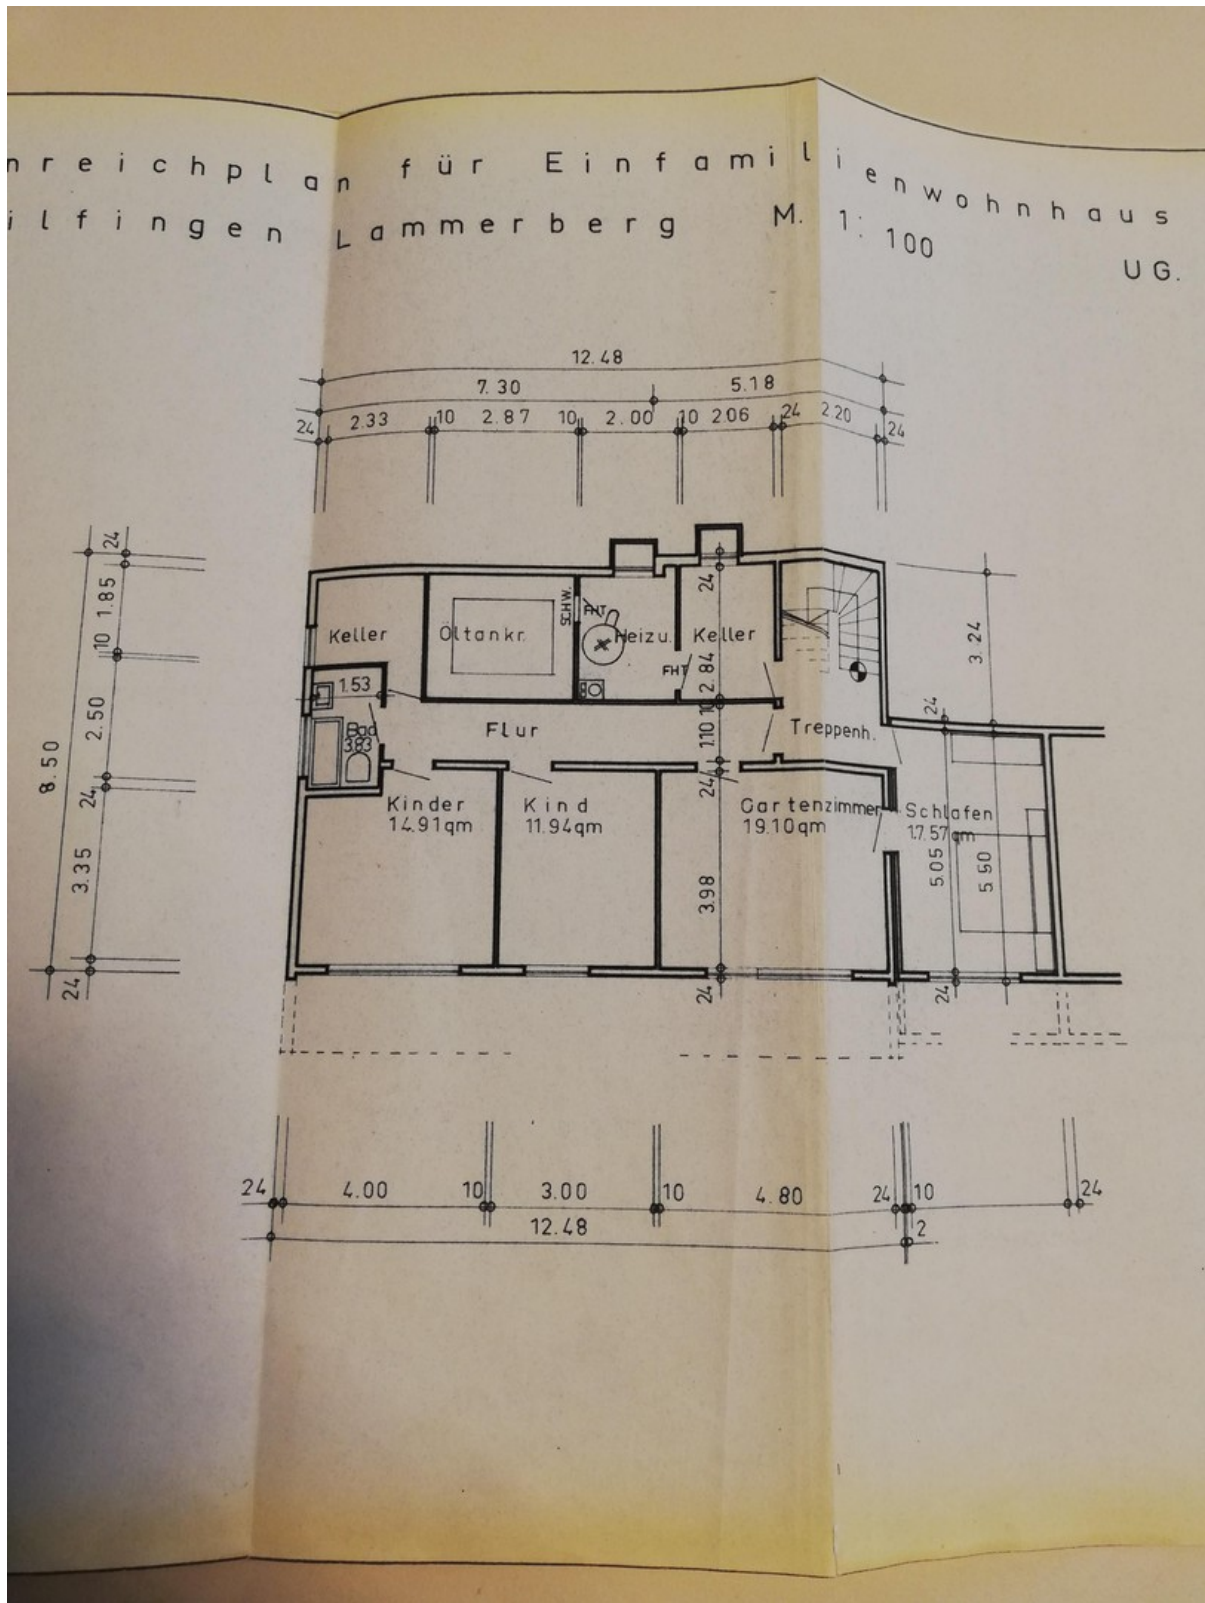 nreichplan für Einfamilienwohnhaus
ilfingen Lammerberg M. 1:100
UG.
12.48
7.30 5.18
24 2.33 10 2.87 10 2.00 10 2.06 24 2.20 24
24
1.85
10
2.50
24
3.35
24
8.50
Keller
Öltankr.
SCHW.
FHT
Heizu.
FHT
Keller
24
2.84
10
1.10
24
3.98
24
3.24
1.53
Bad
3.83
Flur
Treppenh.
24
Kinder
14.91qm
Kind
11.94qm
Gartenzimmer
19.10qm
Schlafen
17.57qm
5.05
5.50
24
24 4.00 10 3.00 10 4.80 24 10 24
12.48 2